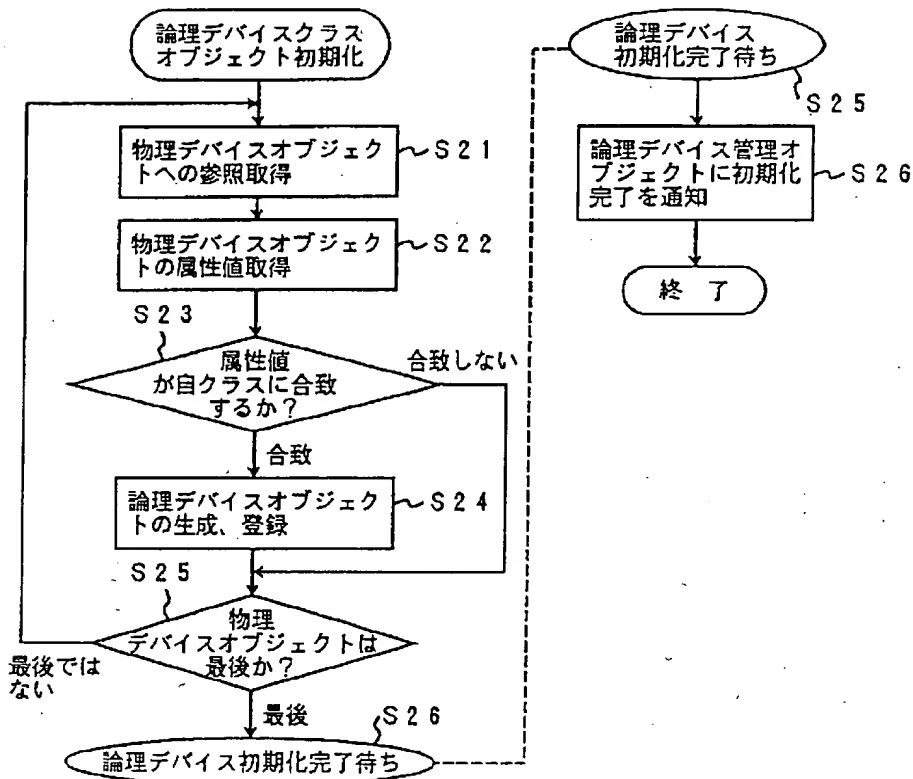 論理デバイスクラス
オブジェクト初期化
物理デバイスオブジェク
トへの参照取得
S21
物理デバイスオブジェク
トの属性値取得
S22
S23
属性値
が自クラスに合致
するか?
合致しない
合致
論理デバイスオブジェク
トの生成、登録
S24
S25
物理
デバイスオブジェクトは
最後か?
最後では
ない
最後
S26
論理デバイス初期化完了待ち
論理デバイス
初期化完了待ち
S25
論理デバイス管理オ
ブジェクトに初期化
完了を通知
S26
終 了